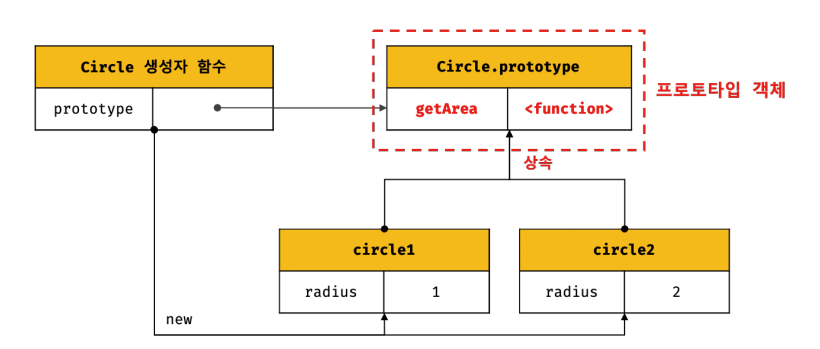 Circle 생성자 함수
prototype
Circle.prototype
getArea <function>
프로토타입 객체
상속
circle1
radius 1
circle2
radius 2
new